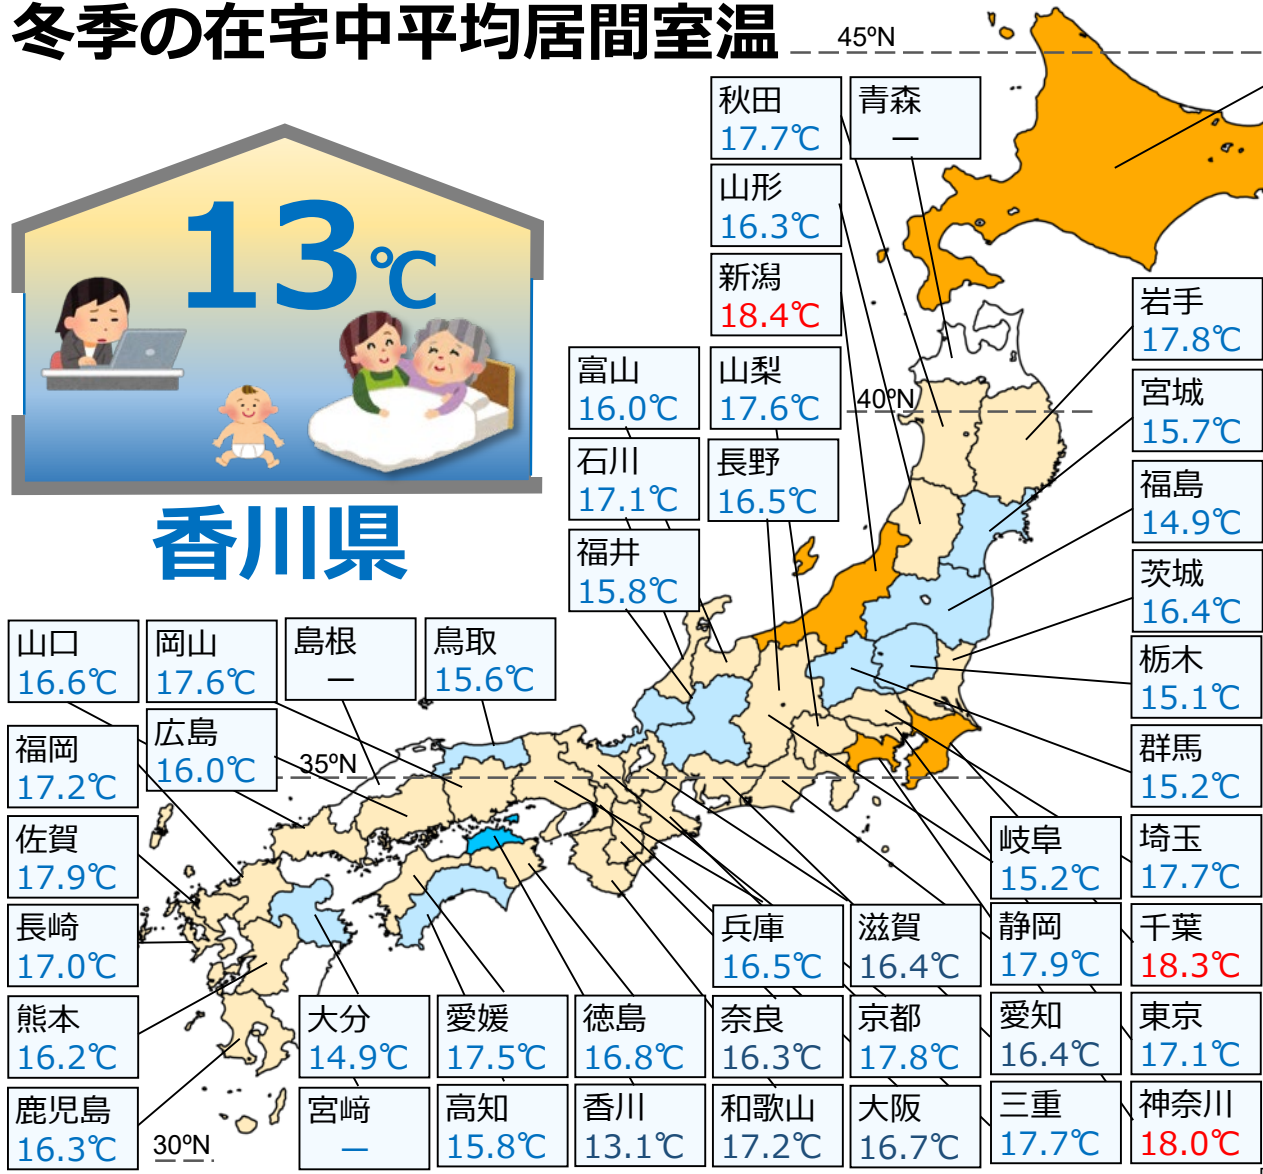 冬季の在宅中平均居間室温
45ºN
秋田
17.7℃
青森
ー
山形
16.3℃
新潟
18.4℃
13℃
香川県
岩手
17.8℃
富山
16.0℃
山梨
17.6℃
40ºN
宮城
15.7℃
石川
17.1℃
長野
16.5℃
福島
14.9℃
福井
15.8℃
茨城
16.4℃
山口
16.6℃
岡山
17.6℃
島根
ー
鳥取
15.6℃
栃木
15.1℃
福岡
17.2℃
広島
16.0℃
35ºN
群馬
15.2℃
佐賀
17.9℃
岐阜
15.2℃
埼玉
17.7℃
長崎
17.0℃
兵庫
16.5℃
滋賀
16.4℃
静岡
17.9℃
千葉
18.3℃
熊本
16.2℃
大分
14.9℃
愛媛
17.5℃
徳島
16.8℃
奈良
16.3℃
京都
17.8℃
愛知
16.4℃
東京
17.1℃
鹿児島
16.3℃
30ºN
宮﨑
ー
高知
15.8℃
香川
13.1℃
和歌山
17.2℃
大阪
16.7℃
三重
17.7℃
神奈川
18.0℃